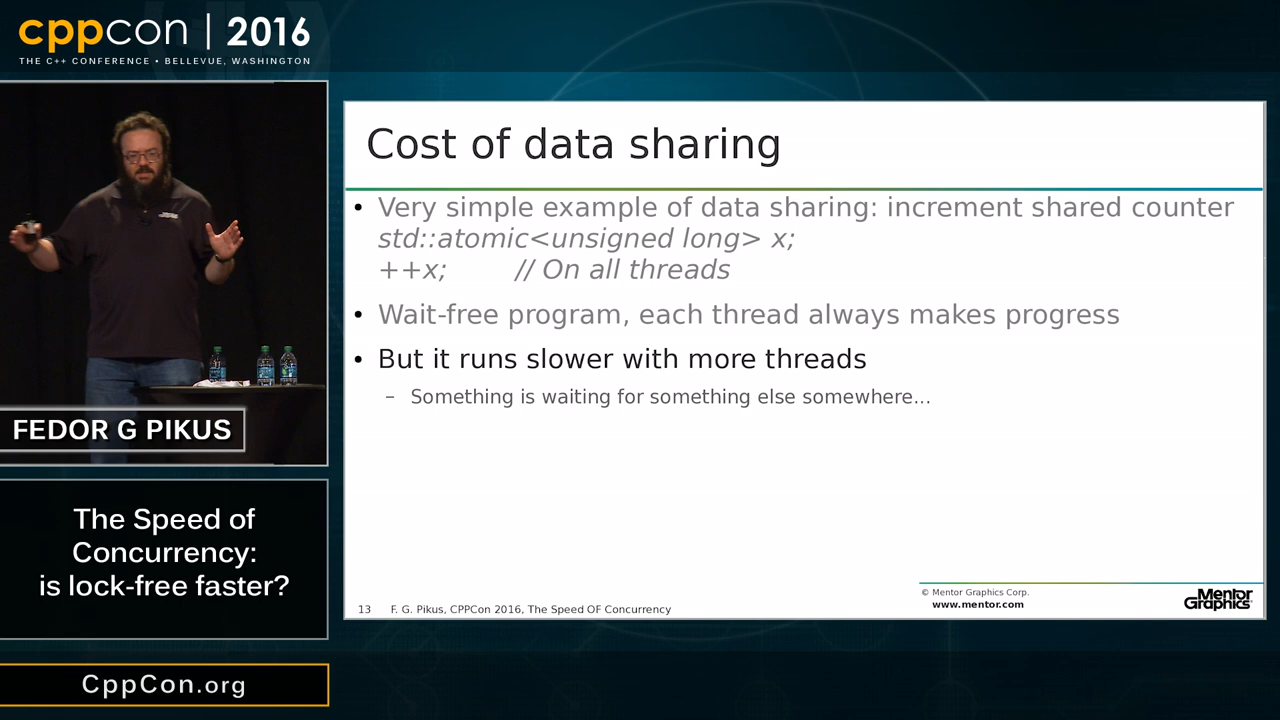 cppcon | 2016
THE C++ CONFERENCE • BELLEVUE, WASHINGTON
FEDOR G PIKUS
The Speed of
Concurrency:
is lock-free faster?
CppCon.org
Cost of data sharing
• Very simple example of data sharing: increment shared counter
std::atomic<unsigned long> x;
++x; // On all threads
• Wait-free program, each thread always makes progress
• But it runs slower with more threads
– Something is waiting for something else somewhere...
13 F. G. Pikus, CPPCon 2016, The Speed OF Concurrency
© Mentor Graphics Corp.
www.mentor.com
Mentor
Graphics